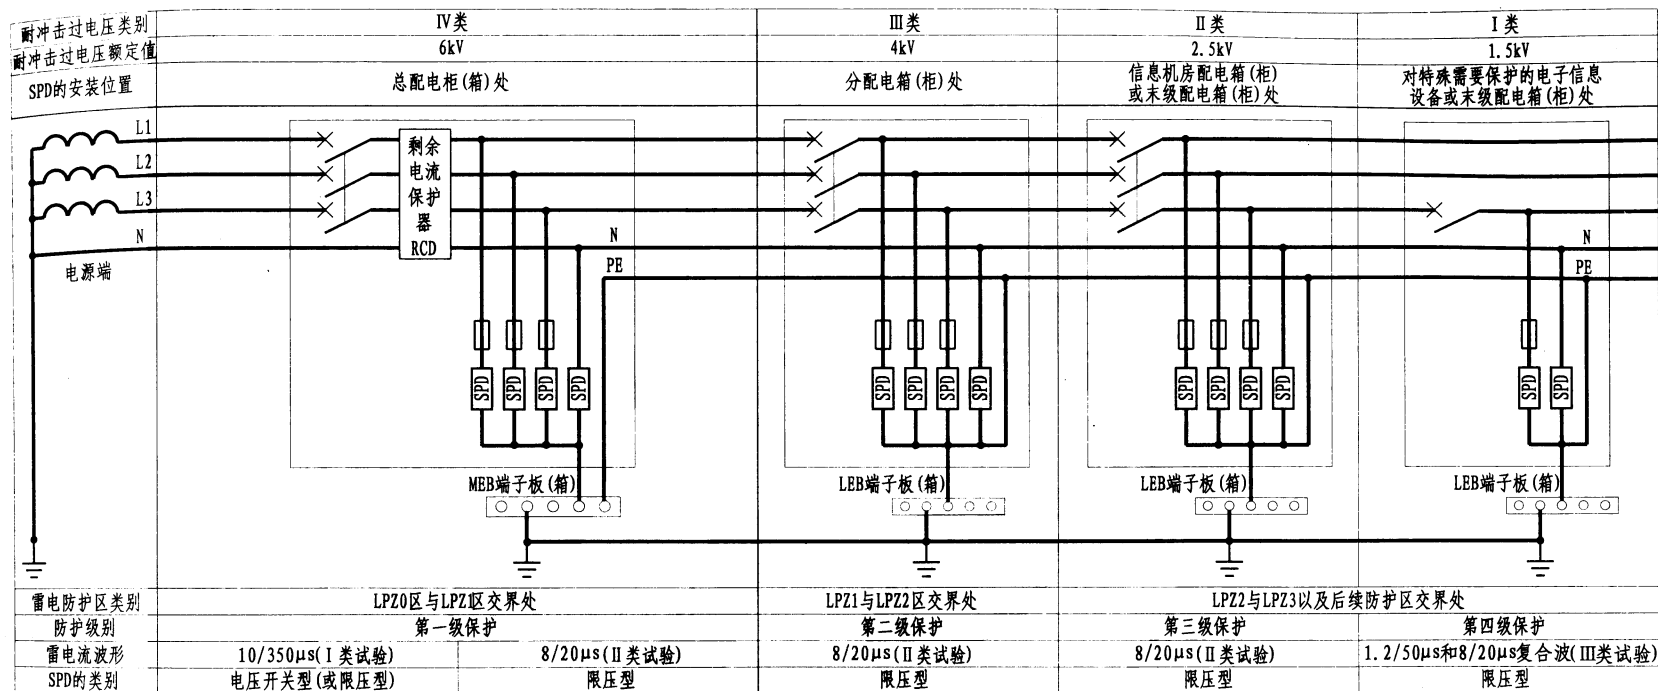 耐冲击过电压类别 IV类 III类 II类 I类
耐冲击过电压额定值 6kV 4kV 2.5kV 1.5kV
SPD的安装位置 总配电柜(箱)处 分配电箱(柜)处 信息机房配电箱(柜) 对特殊需要保护的电子信息
或末级配电箱(柜)处 设备或末级配电箱(柜)处
L1
L2
L3
N
电源端
剩余
电流
保护
器
RCD
N
PE
N
PE
SPD SPD SPD SPD SPD SPD SPD SPD SPD SPD SPD SPD SPD SPD
MEB端子板(箱) LEB端子板(箱) LEB端子板(箱) LEB端子板(箱)
雷电防护区类别 LPZ0区与LPZ1区交界处 LPZ1与LPZ2区交界处 LPZ2与LPZ3以及后续防护区交界处
防护级别 第一级保护 第二级保护 第三级保护 第四级保护
雷电流波形 10/350μs(I类试验) 8/20μs(II类试验) 8/20μs(II类试验) 8/20μs(II类试验) 1.2/50μs和8/20μs复合波(III类试验)
SPD的类别 电压开关型(或限压型) 限压型 限压型 限压型 限压型